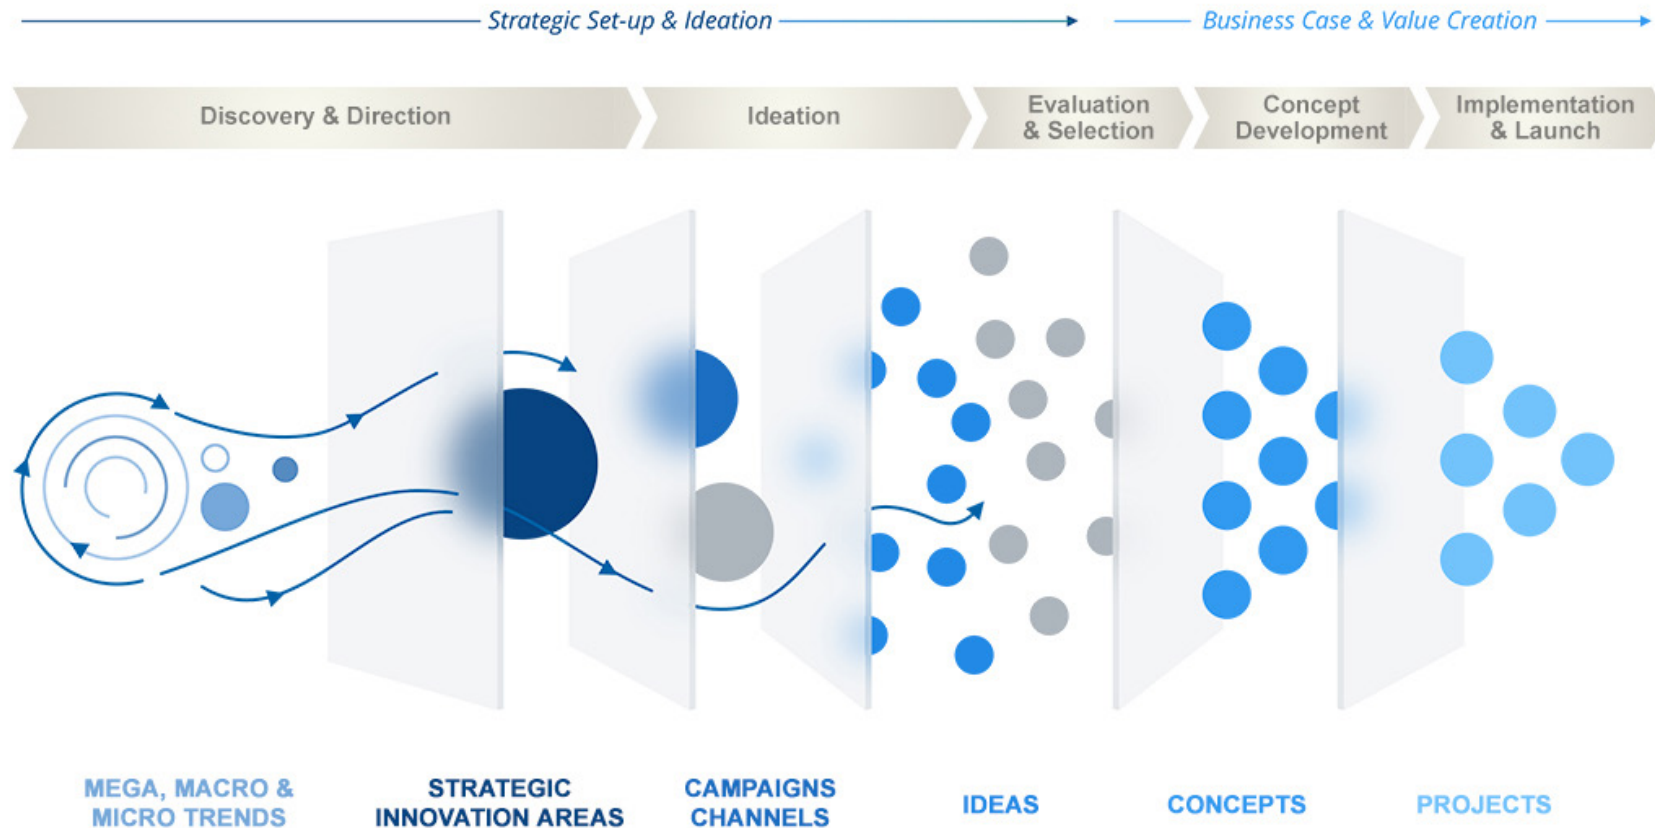 Strategic Set-up & Ideation
Business Case & Value Creation
Discovery & Direction
Ideation
Evaluation
& Selection
Concept
Development
Implementation
& Launch
MEGA, MACRO &
MICRO TRENDS
STRATEGIC
INNOVATION AREAS
CAMPAIGNS
CHANNELS
IDEAS
CONCEPTS
PROJECTS